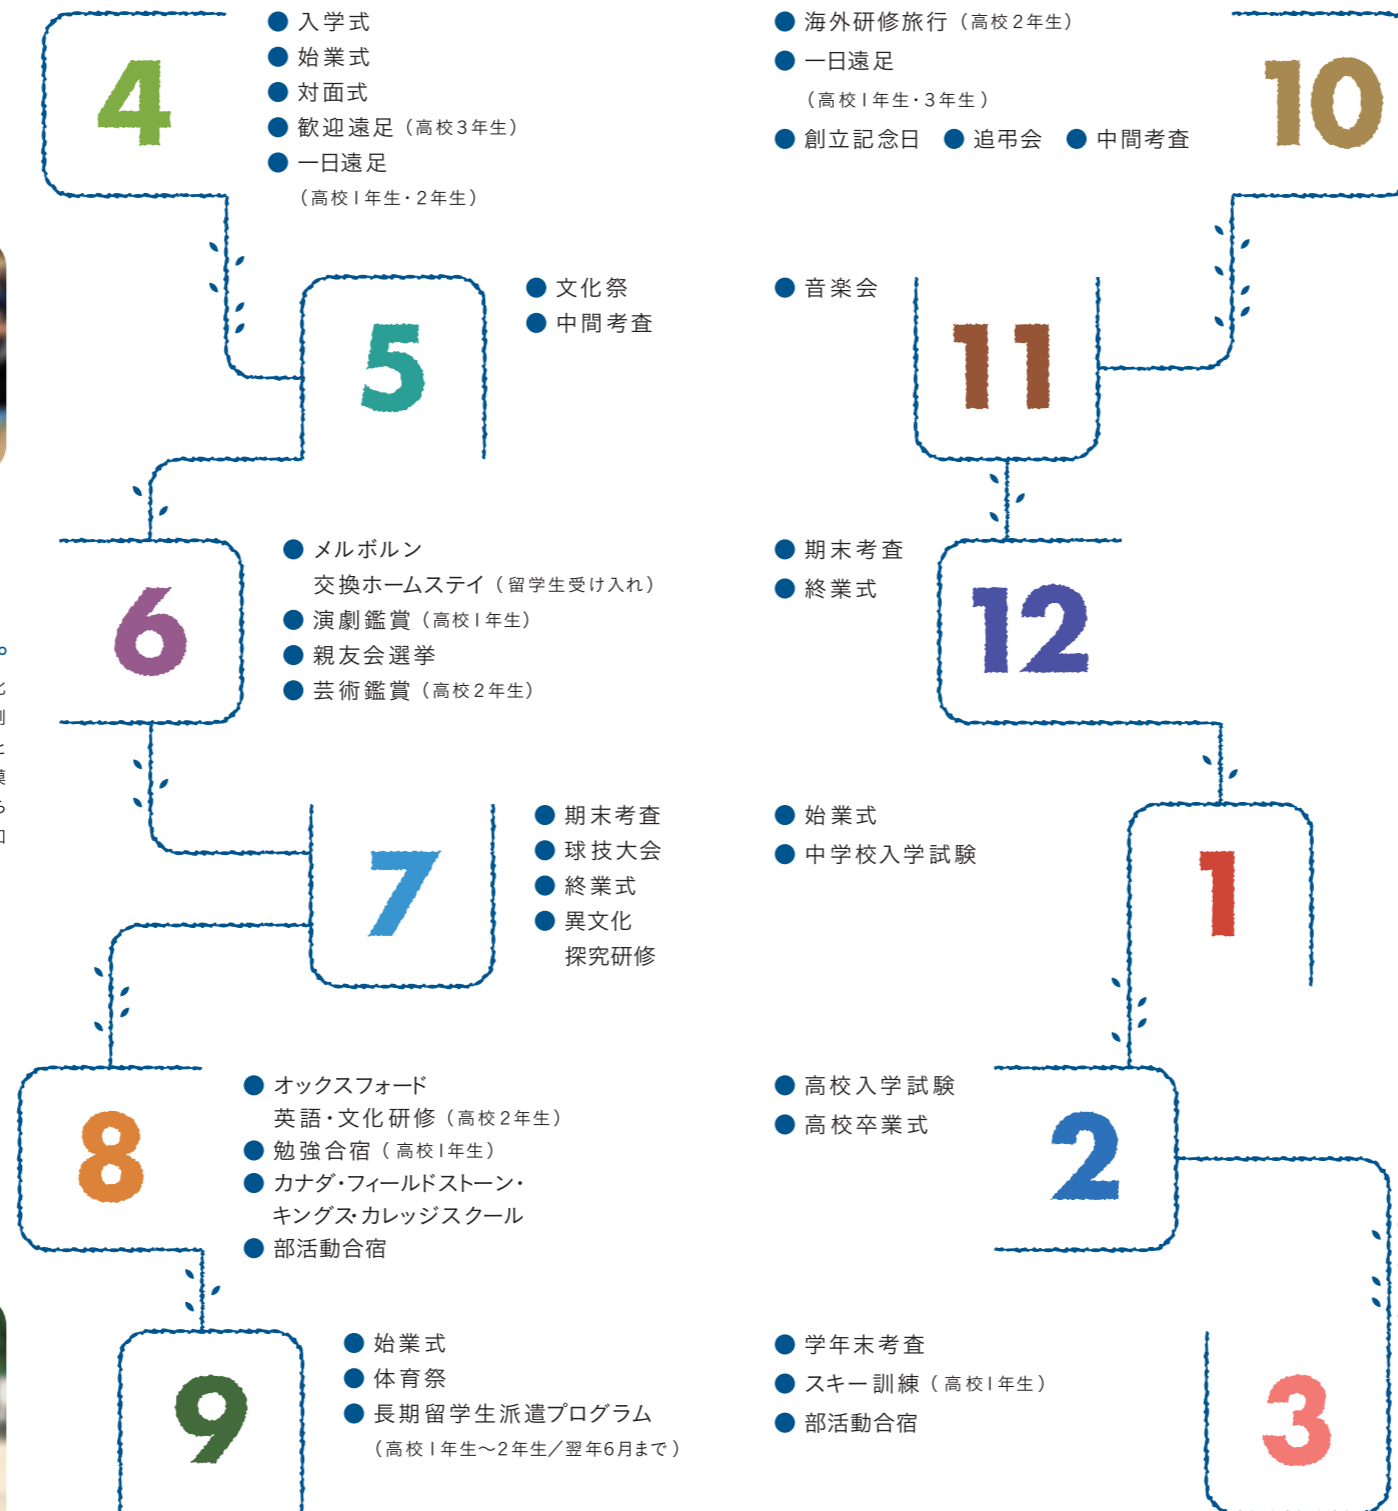 4
● 入学式
● 始業式
● 対面式
● 歓迎遠足（高校3年生）
● 一日遠足
（高校1年生・2年生）
5
● 文化祭
● 中間考査
6
● メルボルン
交換ホームステイ（留学生受け入れ）
● 演劇鑑賞（高校1年生）
● 親友会選挙
● 芸術鑑賞（高校2年生）
7
● 期末考査
● 球技大会
● 終業式
● 異文化
探究研修
8
● オックスフォード
英語・文化研修（高校2年生）
● 勉強合宿（高校1年生）
● カナダ・フィールドストーン・
キングス・カレッジスクール
● 部活動合宿
9
● 始業式
● 体育祭
● 長期留学生派遣プログラム
（高校1年生〜2年生／翌年6月まで）
10
● 海外研修旅行（高校2年生）
● 一日遠足
（高校1年生・3年生）
● 創立記念日 ● 追弔会 ● 中間考査
11
● 音楽会
12
● 期末考査
● 終業式
1
● 始業式
● 中学校入学試験
2
● 高校入学試験
● 高校卒業式
3
● 学年末考査
● スキー訓練（高校1年生）
● 部活動合宿